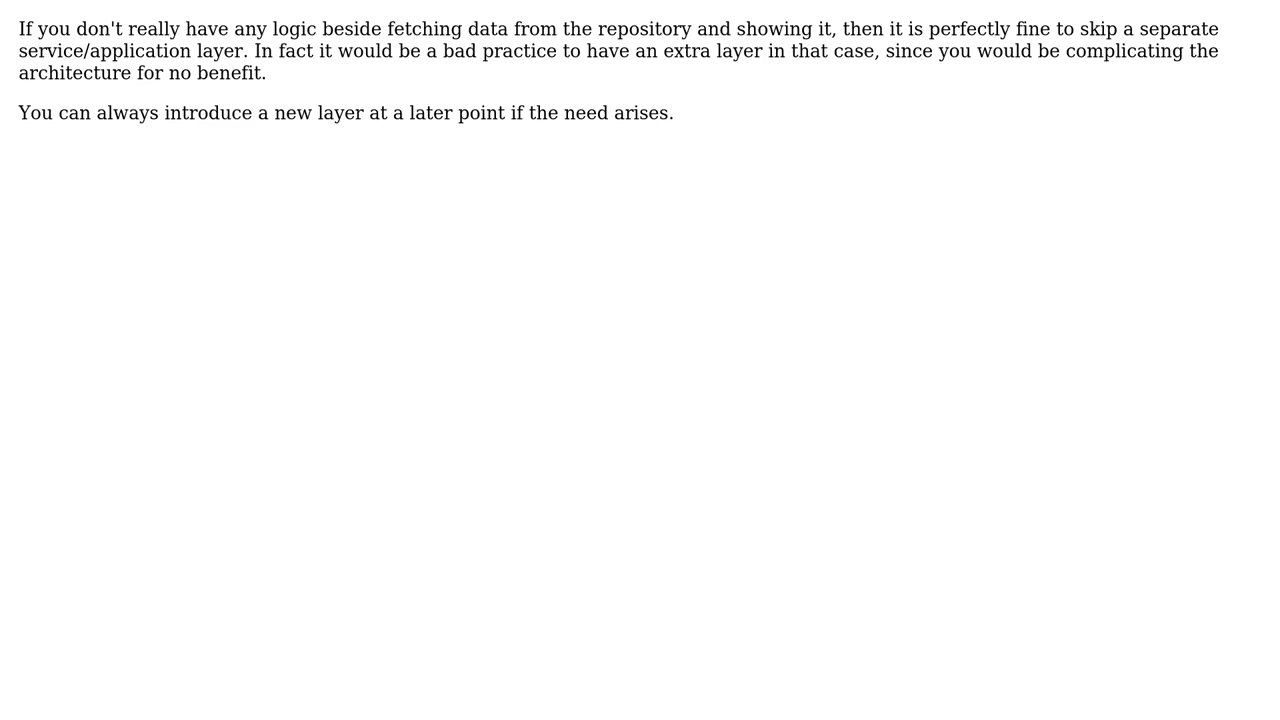 If you don't really have any logic beside fetching data from the repository and showing it, then it is perfectly fine to skip a separate
service/application layer. In fact it would be a bad practice to have an extra layer in that case, since you would be complicating the
architecture for no benefit.
You can always introduce a new layer at a later point if the need arises.